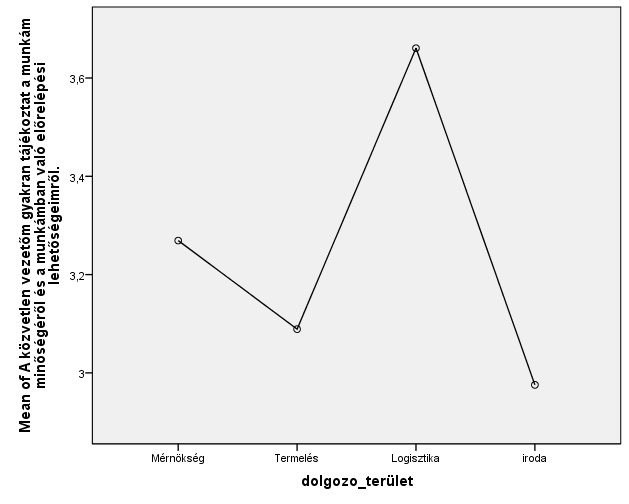 Mean of A közvetlen vezetőm gyakran tájékoztat a munkám
minőségéről és a munkámban való előrelépési
lehetőségeimről.
3,6
3,4
3,2
3
Mérnökség
Termelés
Logisztika
iroda
dolgozo_terület